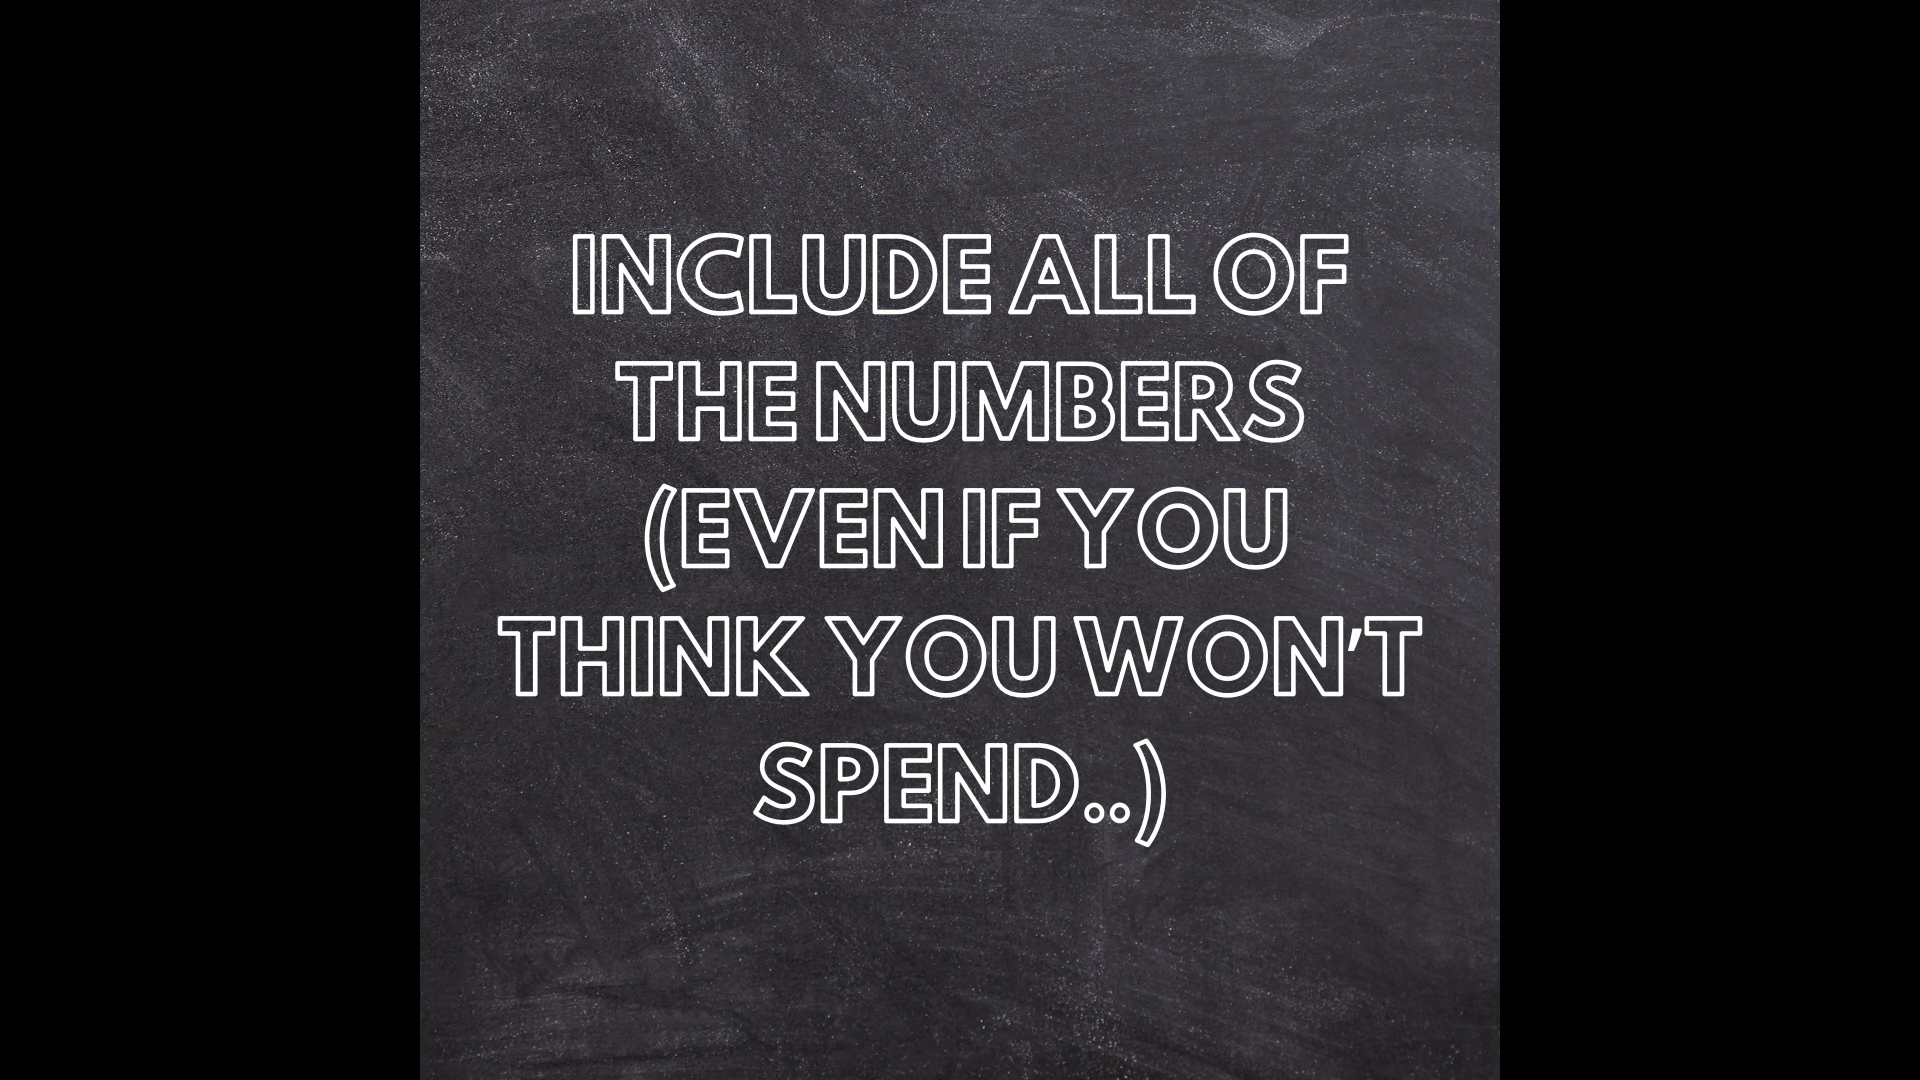 INCLUDE ALL OF
THE NUMBERS
(EVEN IF YOU
THINK YOU WON'T
SPEND..)